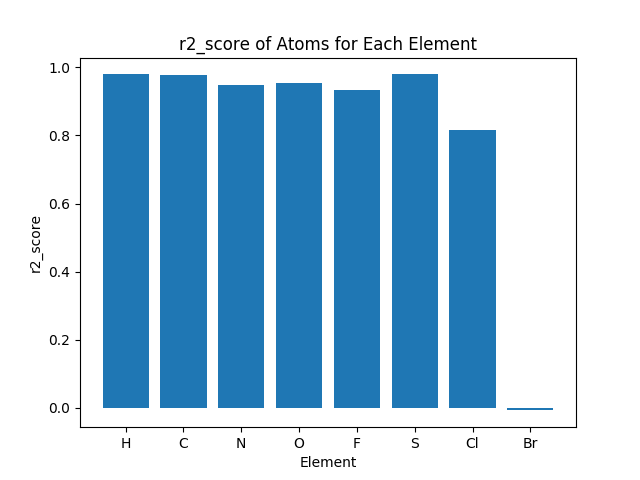 r2_score of Atoms for Each Element
1.0
0.8
0.6
0.4
0.2
0.0
r2_score
H C N O F S Cl Br
Element